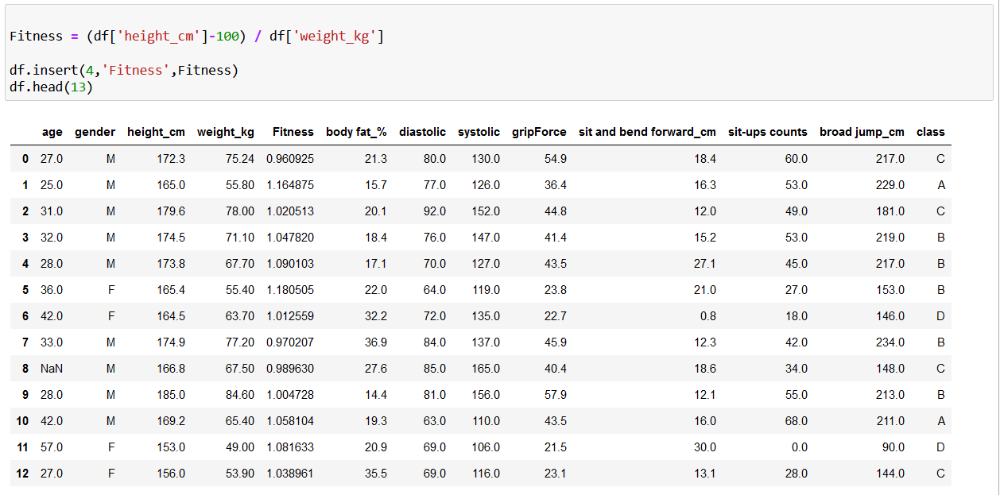 Fitness = (df['height_cm']-100) / df['weight_kg']
df.insert(4,'Fitness',Fitness)
df.head(13)
age gender height_cm weight_kg Fitness body fat_% diastolic systolic gripForce sit and bend forward_cm sit-ups counts broad jump_cm class
0 27.0 M 172.3 75.24 0.960925 21.3 80.0 130.0 54.9 18.4 60.0 217.0 C
1 25.0 M 165.0 55.80 1.164875 15.7 77.0 126.0 36.4 16.3 53.0 229.0 A
2 31.0 M 179.6 78.00 1.020513 20.1 92.0 152.0 44.8 12.0 49.0 181.0 C
3 32.0 M 174.5 71.10 1.047820 18.4 76.0 147.0 41.4 15.2 53.0 219.0 B
4 28.0 M 173.8 67.70 1.090103 17.1 70.0 127.0 43.5 27.1 45.0 217.0 B
5 36.0 F 165.4 55.40 1.180505 22.0 64.0 119.0 23.8 21.0 27.0 153.0 B
6 42.0 F 164.5 63.70 1.012559 32.2 72.0 135.0 22.7 0.8 18.0 146.0 D
7 33.0 M 174.9 77.20 0.970207 36.9 84.0 137.0 45.9 12.3 42.0 234.0 B
8 NaN M 166.8 67.50 0.989630 27.6 85.0 165.0 40.4 18.6 34.0 148.0 C
9 28.0 M 185.0 84.60 1.004728 14.4 81.0 156.0 57.9 12.1 55.0 213.0 B
10 42.0 M 169.2 65.40 1.058104 19.3 63.0 110.0 43.5 16.0 68.0 211.0 A
11 57.0 F 153.0 49.00 1.081633 20.9 69.0 106.0 21.5 30.0 0.0 90.0 D
12 27.0 F 156.0 53.90 1.038961 35.5 69.0 116.0 23.1 13.1 28.0 144.0 C